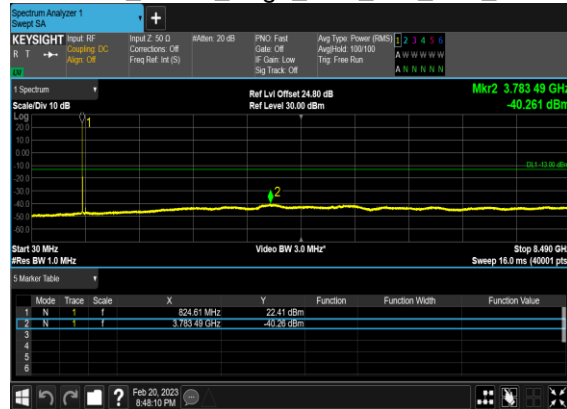 Spectrum Analyzer 1
Swept SA
+
KEYSIGHT Input: RF
R T Coupling: DC
Align: Off
Input Z: 50 Ω
Corrections: Off
Freq Ref: Int (S)
#Atten: 20 dB
PNO: Fast
Gate: Off
IF Gain: Low
Sig Track: Off
Avg Type: Power (RMS)
Avg|Hold: 100/100
Trig: Free Run
1 2 3 4 5 6
A W W W W W
A N N N N N
1 Spectrum
Scale/Div 10 dB
Ref Lvl Offset 24.80 dB
Ref Level 30.00 dBm
Mkr2 3.783 49 GHz
-40.261 dBm
Log
20.0
10.0
0.00
-10.0
-20.0
-30.0
-40.0
-50.0
-60.0
1
2
DL1 -13.00 dBm
Start 30 MHz
#Res BW 1.0 MHz
Video BW 3.0 MHz*
Stop 8.490 GHz
Sweep 16.0 ms (40001 pts)
5 Marker Table
Mode Trace Scale X Y Function Function Width Function Value
1 N 1 f 824.61 MHz 22.41 dBm
2 N 1 f 3.783 49 GHz -40.26 dBm
3
4
5
6
? Feb 20, 2023
8:48:10 PM